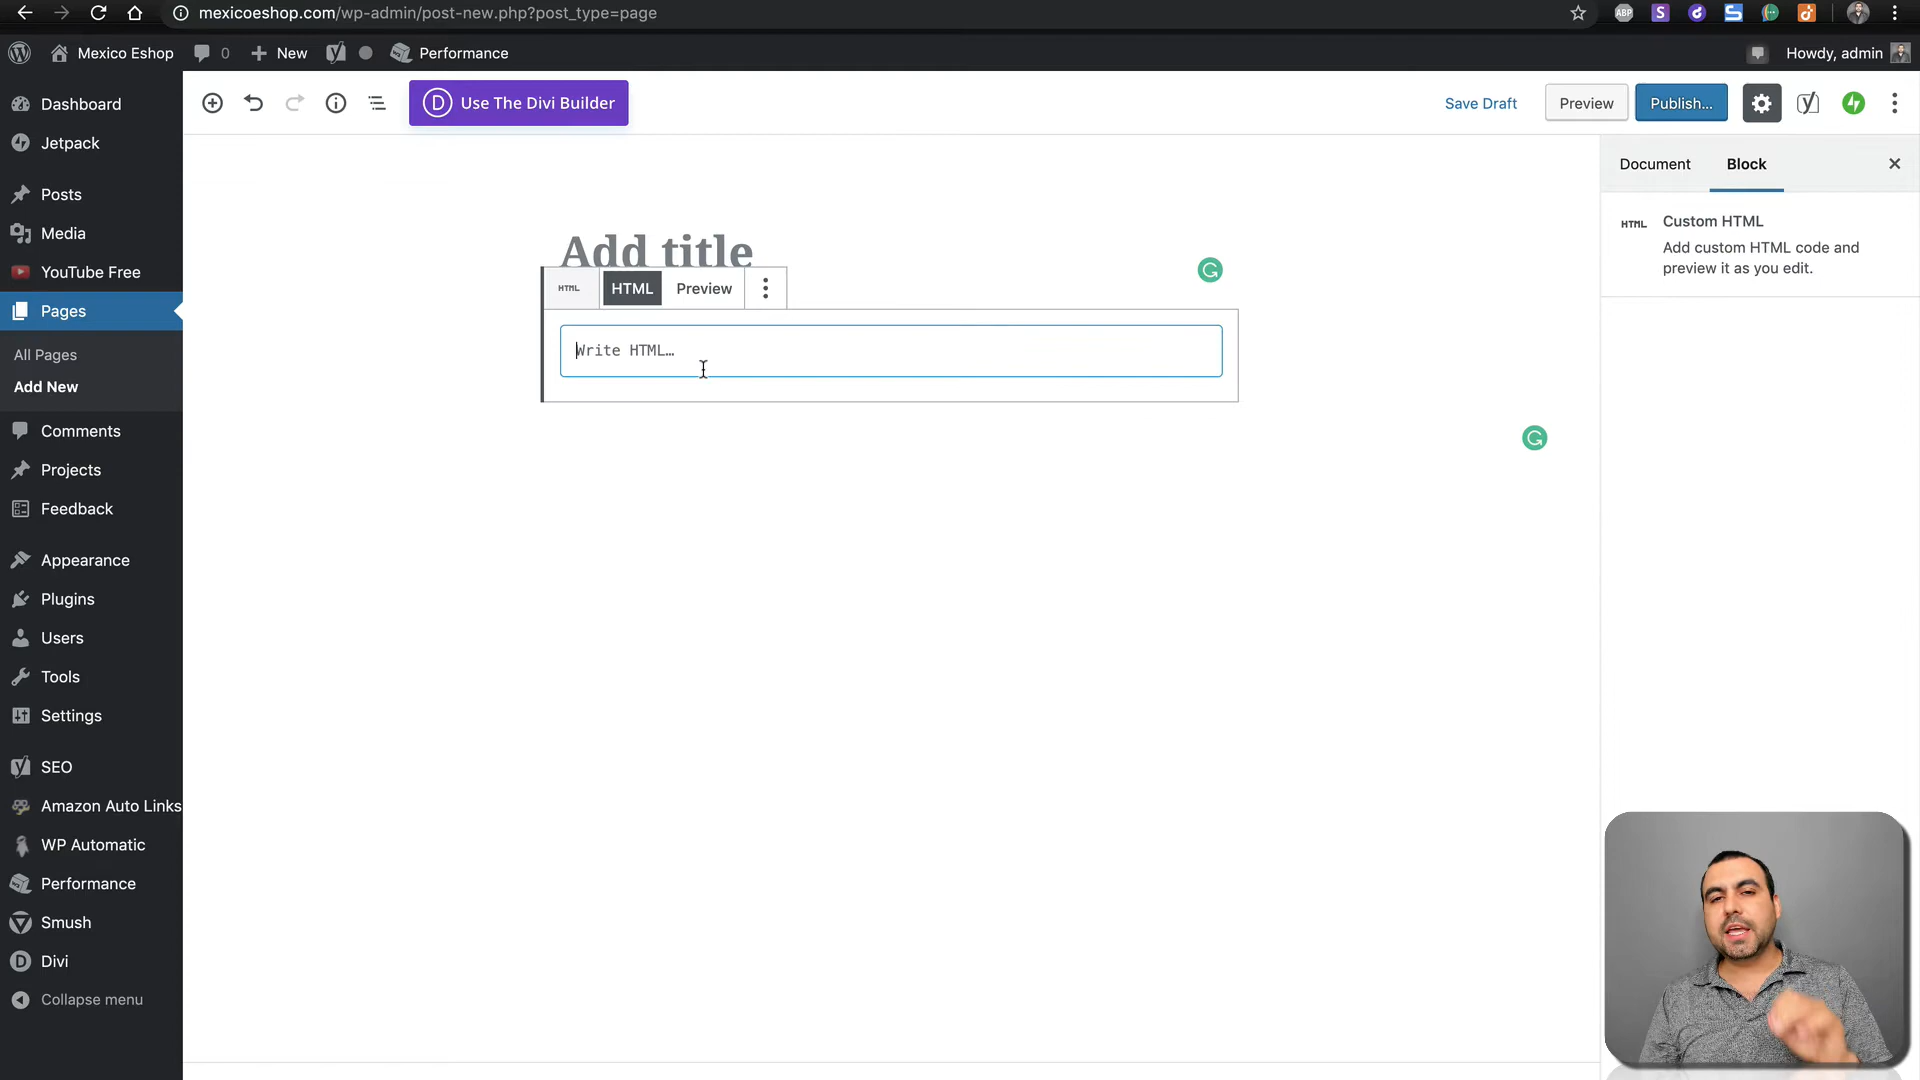 mexicoeshop.com/wp-admin/post-new.php?post_type=page
ABP
Mexico Eshop 0 New Performance Howdy, admin
Use The Divi Builder Save Draft Preview Publish...
Dashboard
Jetpack
Posts
Media
YouTube Free
Pages
All Pages
Add New
Comments
Projects
Feedback
Appearance
Plugins
Users
Tools
Settings
SEO
Amazon Auto Links
WP Automatic
Performance
Smush
Divi
Collapse menu
Add title
HTML HTML Preview
Write HTML…
Document Block
HTML Custom HTML
Add custom HTML code and
preview it as you edit.